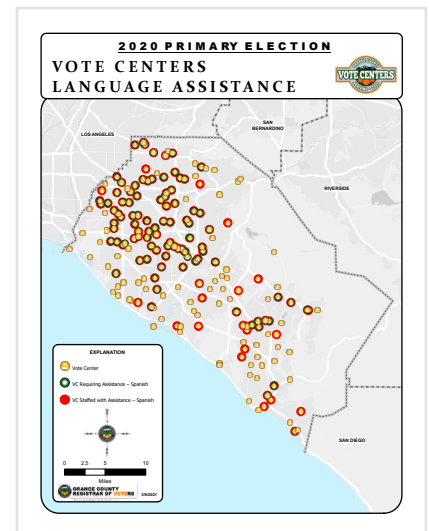 2020 PRIMARY ELECTION
VOTE CENTERS
LANGUAGE ASSISTANCE
VOTE CENTERS
SAN
BERNARDINO
LOS ANGELES
RIVERSIDE
SAN DIEGO
EXPLANATION
Vote Center
VC Requiring Assistance – Spanish
VC Staffed with Assistance – Spanish
0 2.5 5 10
Miles
ORANGE COUNTY
REGISTRAR OF VOTERS